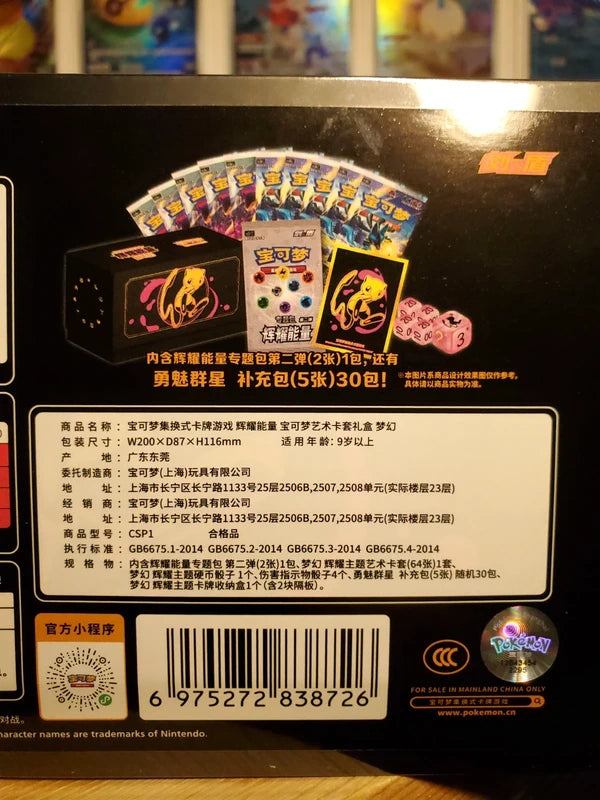 剑&盾
宝可梦
宝可梦
辉耀能量
内含辉耀能量专题包第二弹(2张)1包,还有
勇魅群星 补充包(5张)30包!
※本图片系商品设计效果图仅作参考。
具体请以商品实物为准。
商品名称:宝可梦集换式卡牌游戏 辉耀能量 宝可梦艺术卡套礼盒 梦幻
包装尺寸:W200×D87×H116mm 适用年龄:9岁以上
产 地:广东东莞
委托制造商:宝可梦(上海)玩具有限公司
地 址:上海市长宁区长宁路1133号25层2506B,2507,2508单元(实际楼层23层)
经 销 商:宝可梦(上海)玩具有限公司
地 址:上海市长宁区长宁路1133号25层2506B,2507,2508单元(实际楼层23层)
商品型号:CSP1 合格品
执行标准:GB6675.1-2014 GB6675.2-2014 GB6675.3-2014 GB6675.4-2014
规 格 物:内含辉耀能量专题包 第二弹(2张)1包、梦幻 辉耀主题艺术卡套(64张)1套、
梦幻 辉耀主题硬币骰子 1个、伤害指示物骰子4个、勇魅群星 补充包(5张) 随机30包、
梦幻 辉耀主题卡牌收纳盒1个(含2块隔板)。
官方小程序
宝可梦
6 975272 838726
CCC
POKéMON
FOR SALE IN MAINLAND CHINA ONLY
宝可梦集换式卡牌游戏
www.pokemon.cn
对战。
haracter names are trademarks of Nintendo.